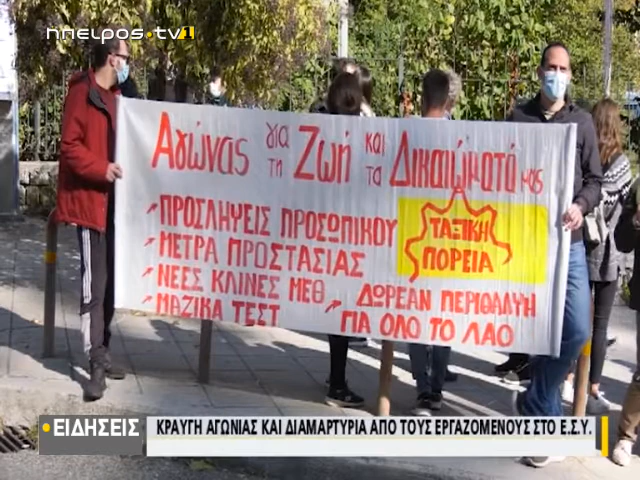 ηπειρος.tv1
Αγώνας για τη Ζωή και τα Δικαιώματά μας
ΠΡΟΣΛΗΨΕΙΣ ΠΡΟΣΩΠΙΚΟΥ
ΜΕΤΡΑ ΠΡΟΣΤΑΣΙΑΣ
ΝΕΕΣ ΚΛΙΝΕΣ ΜΕΘ
ΜΑΖΙΚΑ ΤΕΣΤ
ΤΑΞΙΚΗ
ΠΟΡΕΙΑ
ΔΩΡΕΑΝ ΠΕΡΙΘΑΛΨΗ
ΓΙΑ ΟΛΟ ΤΟ ΛΑΟ
ΕΙΔΗΣΕΙΣ
ΚΡΑΥΓΗ ΑΓΩΝΙΑΣ ΚΑΙ ΔΙΑΜΑΡΤΥΡΙΑ ΑΠΟ ΤΟΥΣ ΕΡΓΑΖΟΜΕΝΟΥΣ ΣΤΟ Ε.Σ.Υ.